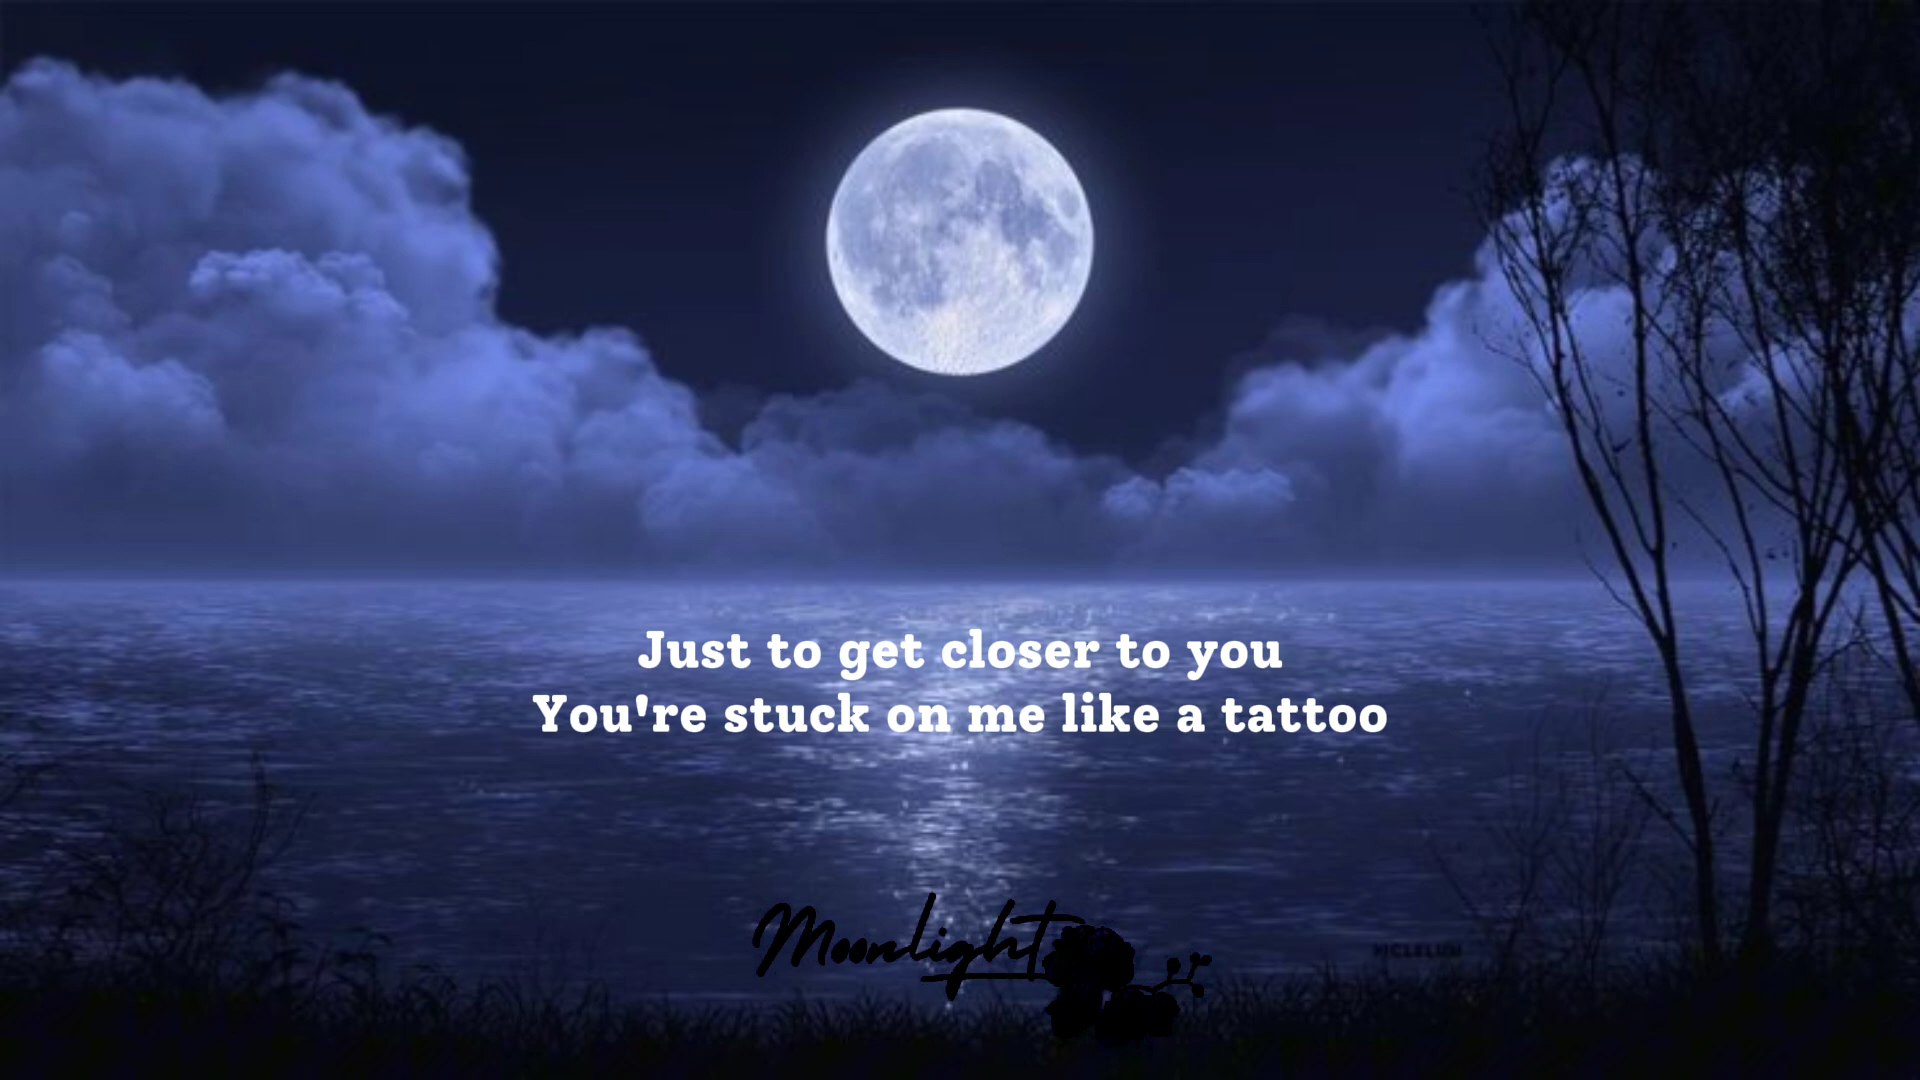 Just to get closer to you
You're stuck on me like a tattoo
Moonlight